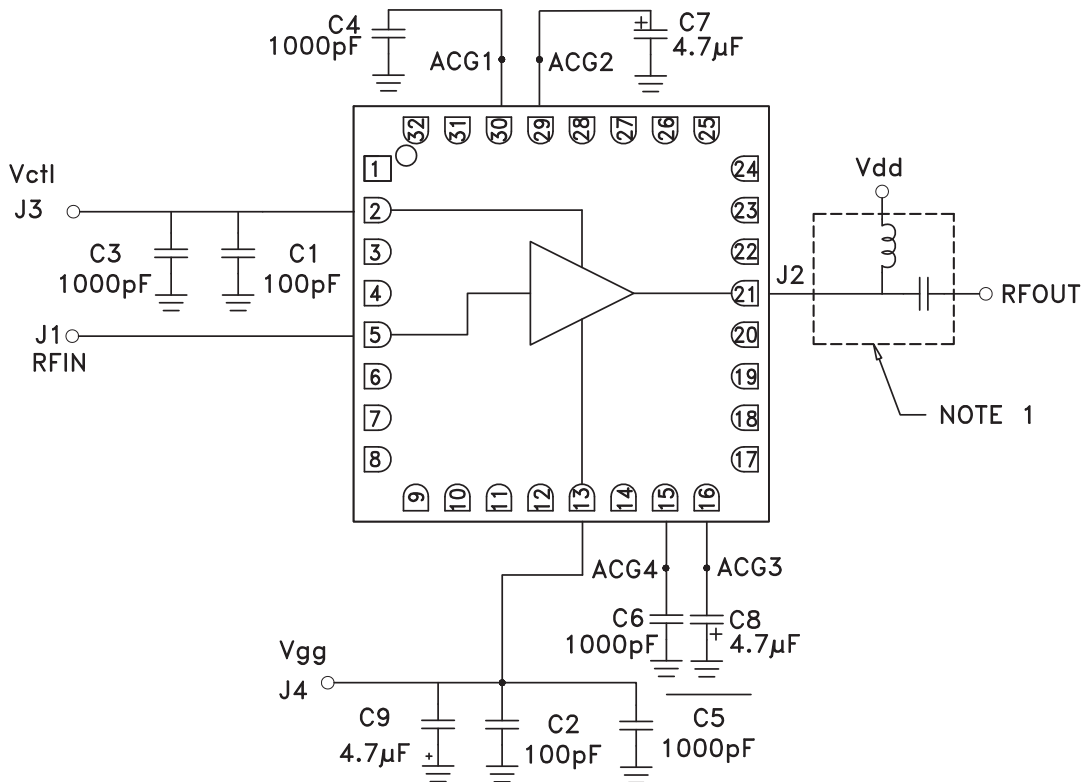 C4
1000pF
ACG1
ACG2
+
C7
4.7µF
32
31
30
29
28
27
26
25
Vctl
J3
C3
1000pF
C1
100pF
J1
RFIN
1
2
3
4
5
6
7
8
24
23
22
21
20
19
18
17
9
10
11
12
13
14
15
16
J2
Vdd
RFOUT
NOTE 1
ACG4
ACG3
C6
1000pF
C8
+
4.7µF
Vgg
J4
C9
4.7µF
+
C2
100pF
C5
1000pF